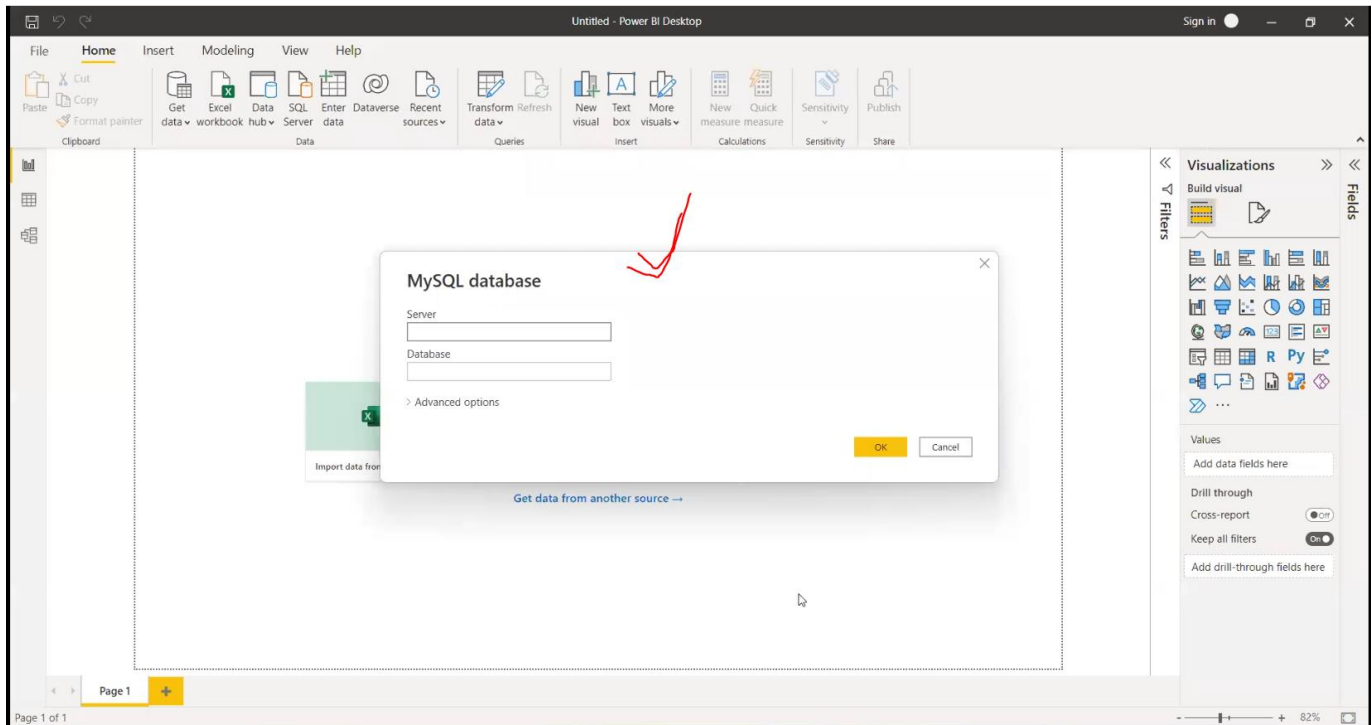 Untitled - Power BI Desktop
Sign in
File Home Insert Modeling View Help
Paste
Cut
Copy
Format painter
Clipboard
Get data
Excel workbook
Data hub
SQL Server
Enter data
Dataverse
Recent sources
Data
Transform data
Refresh
Queries
New visual
Text box
More visuals
Insert
New measure
Quick measure
Calculations
Sensitivity
Sensitivity
Publish
Share
MySQL database
Server
Database
Advanced options
OK
Cancel
Import data from
Get data from another source →
Filters
Visualizations
Build visual
R
Py
123
...
Values
Add data fields here
Drill through
Cross-report
Off
Keep all filters
On
Add drill-through fields here
Fields
Page 1
Page 1 of 1
82%